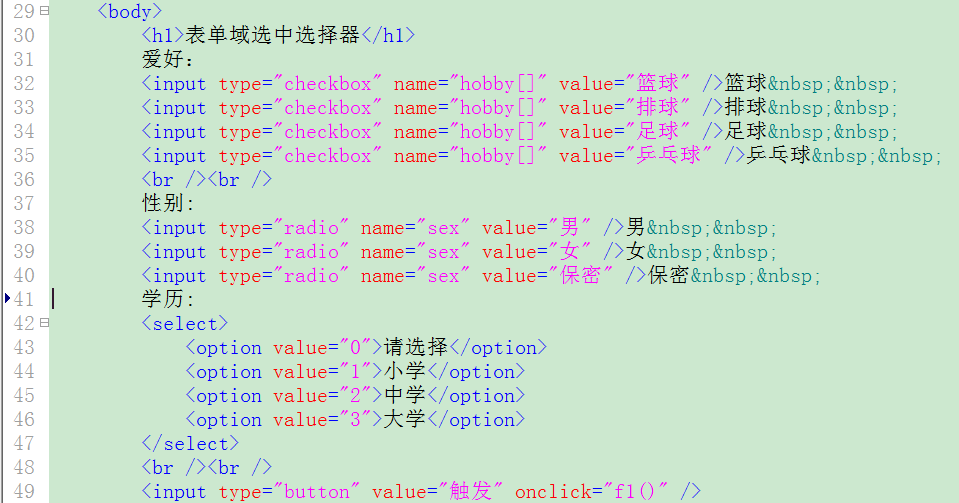 29 <body>
30 <h1>表单域选中选择器</h1>
31 爱好：
32 <input type="checkbox" name="hobby[]" value="篮球" />篮球&nbsp;&nbsp;
33 <input type="checkbox" name="hobby[]" value="排球" />排球&nbsp;&nbsp;
34 <input type="checkbox" name="hobby[]" value="足球" />足球&nbsp;&nbsp;
35 <input type="checkbox" name="hobby[]" value="乒乓球" />乒乓球&nbsp;&nbsp;
36 <br /><br />
37 性别：
38 <input type="radio" name="sex" value="男" />男&nbsp;&nbsp;
39 <input type="radio" name="sex" value="女" />女&nbsp;&nbsp;
40 <input type="radio" name="sex" value="保密" />保密&nbsp;&nbsp;
41 学历：
42 <select>
43 <option value="0">请选择</option>
44 <option value="1">小学</option>
45 <option value="2">中学</option>
46 <option value="3">大学</option>
47 </select>
48 <br /><br />
49 <input type="button" value="触发" onclick="f1()" />